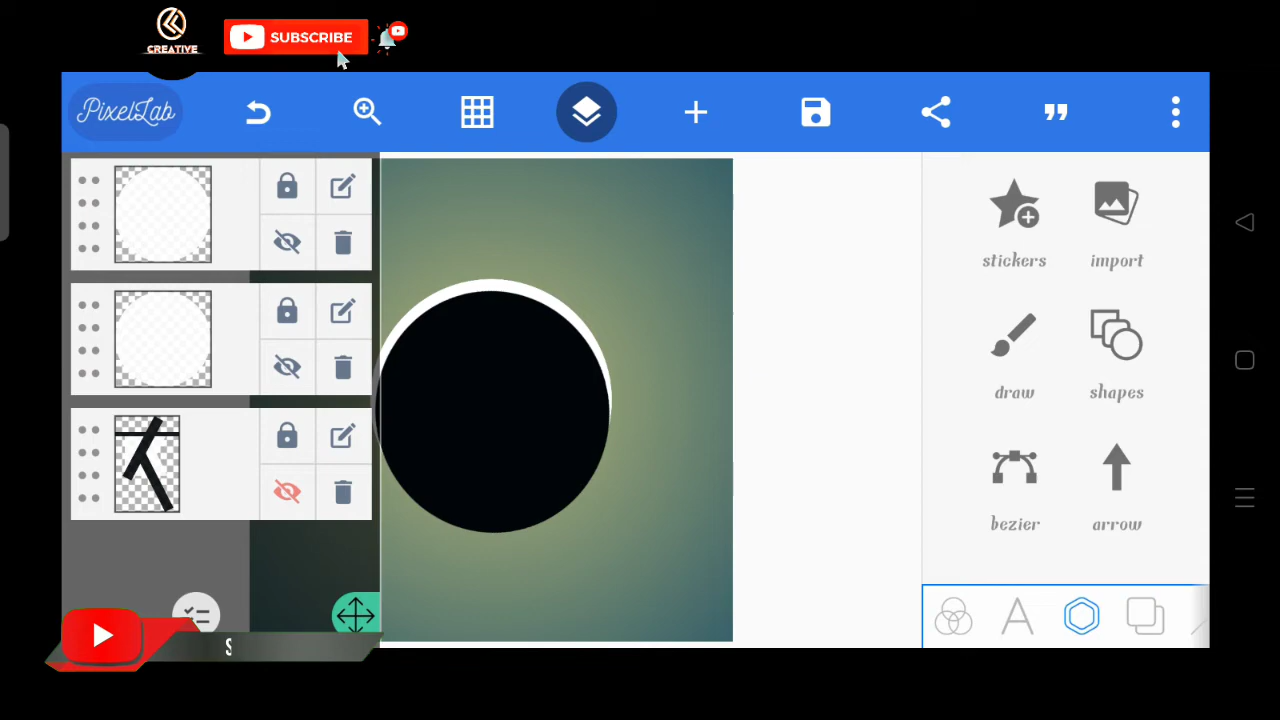 CREATIVE
SUBSCRIBE
PixelLab
stickers
import
draw
shapes
bezier
arrow
S